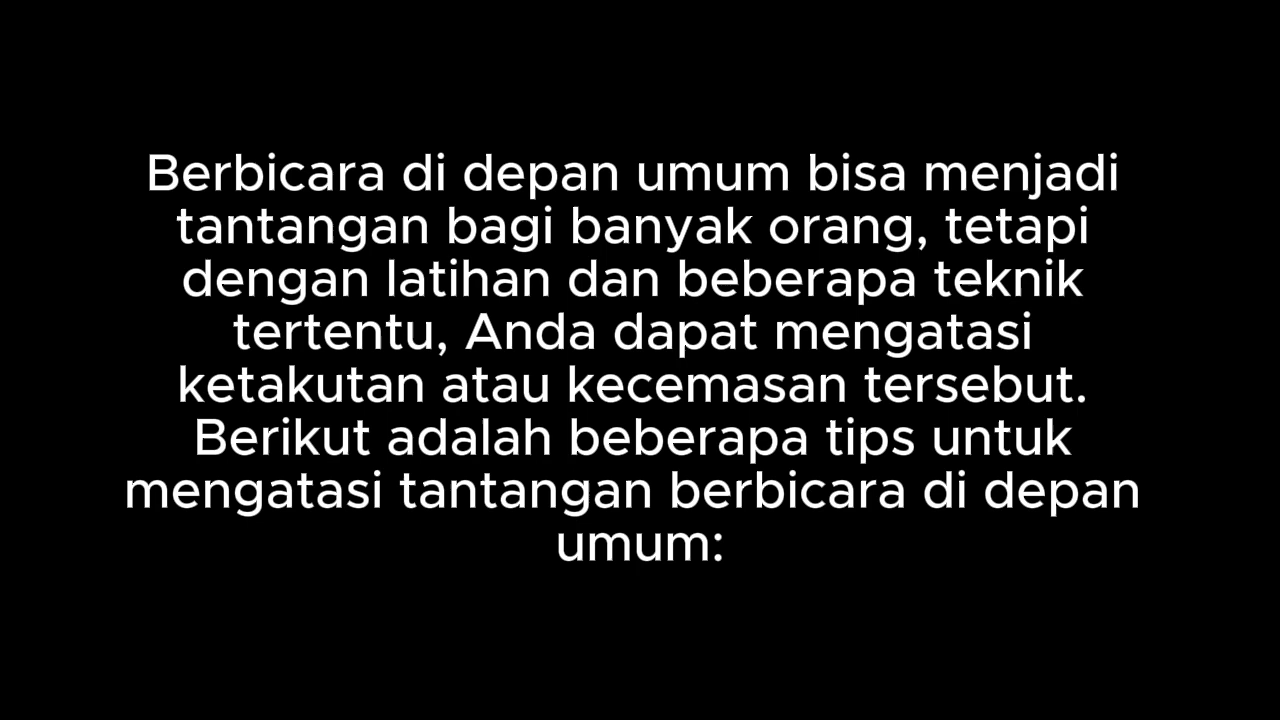 Berbicara di depan umum bisa menjadi
tantangan bagi banyak orang, tetapi
dengan latihan dan beberapa teknik
tertentu, Anda dapat mengatasi
ketakutan atau kecemasan tersebut.
Berikut adalah beberapa tips untuk
mengatasi tantangan berbicara di depan
umum: